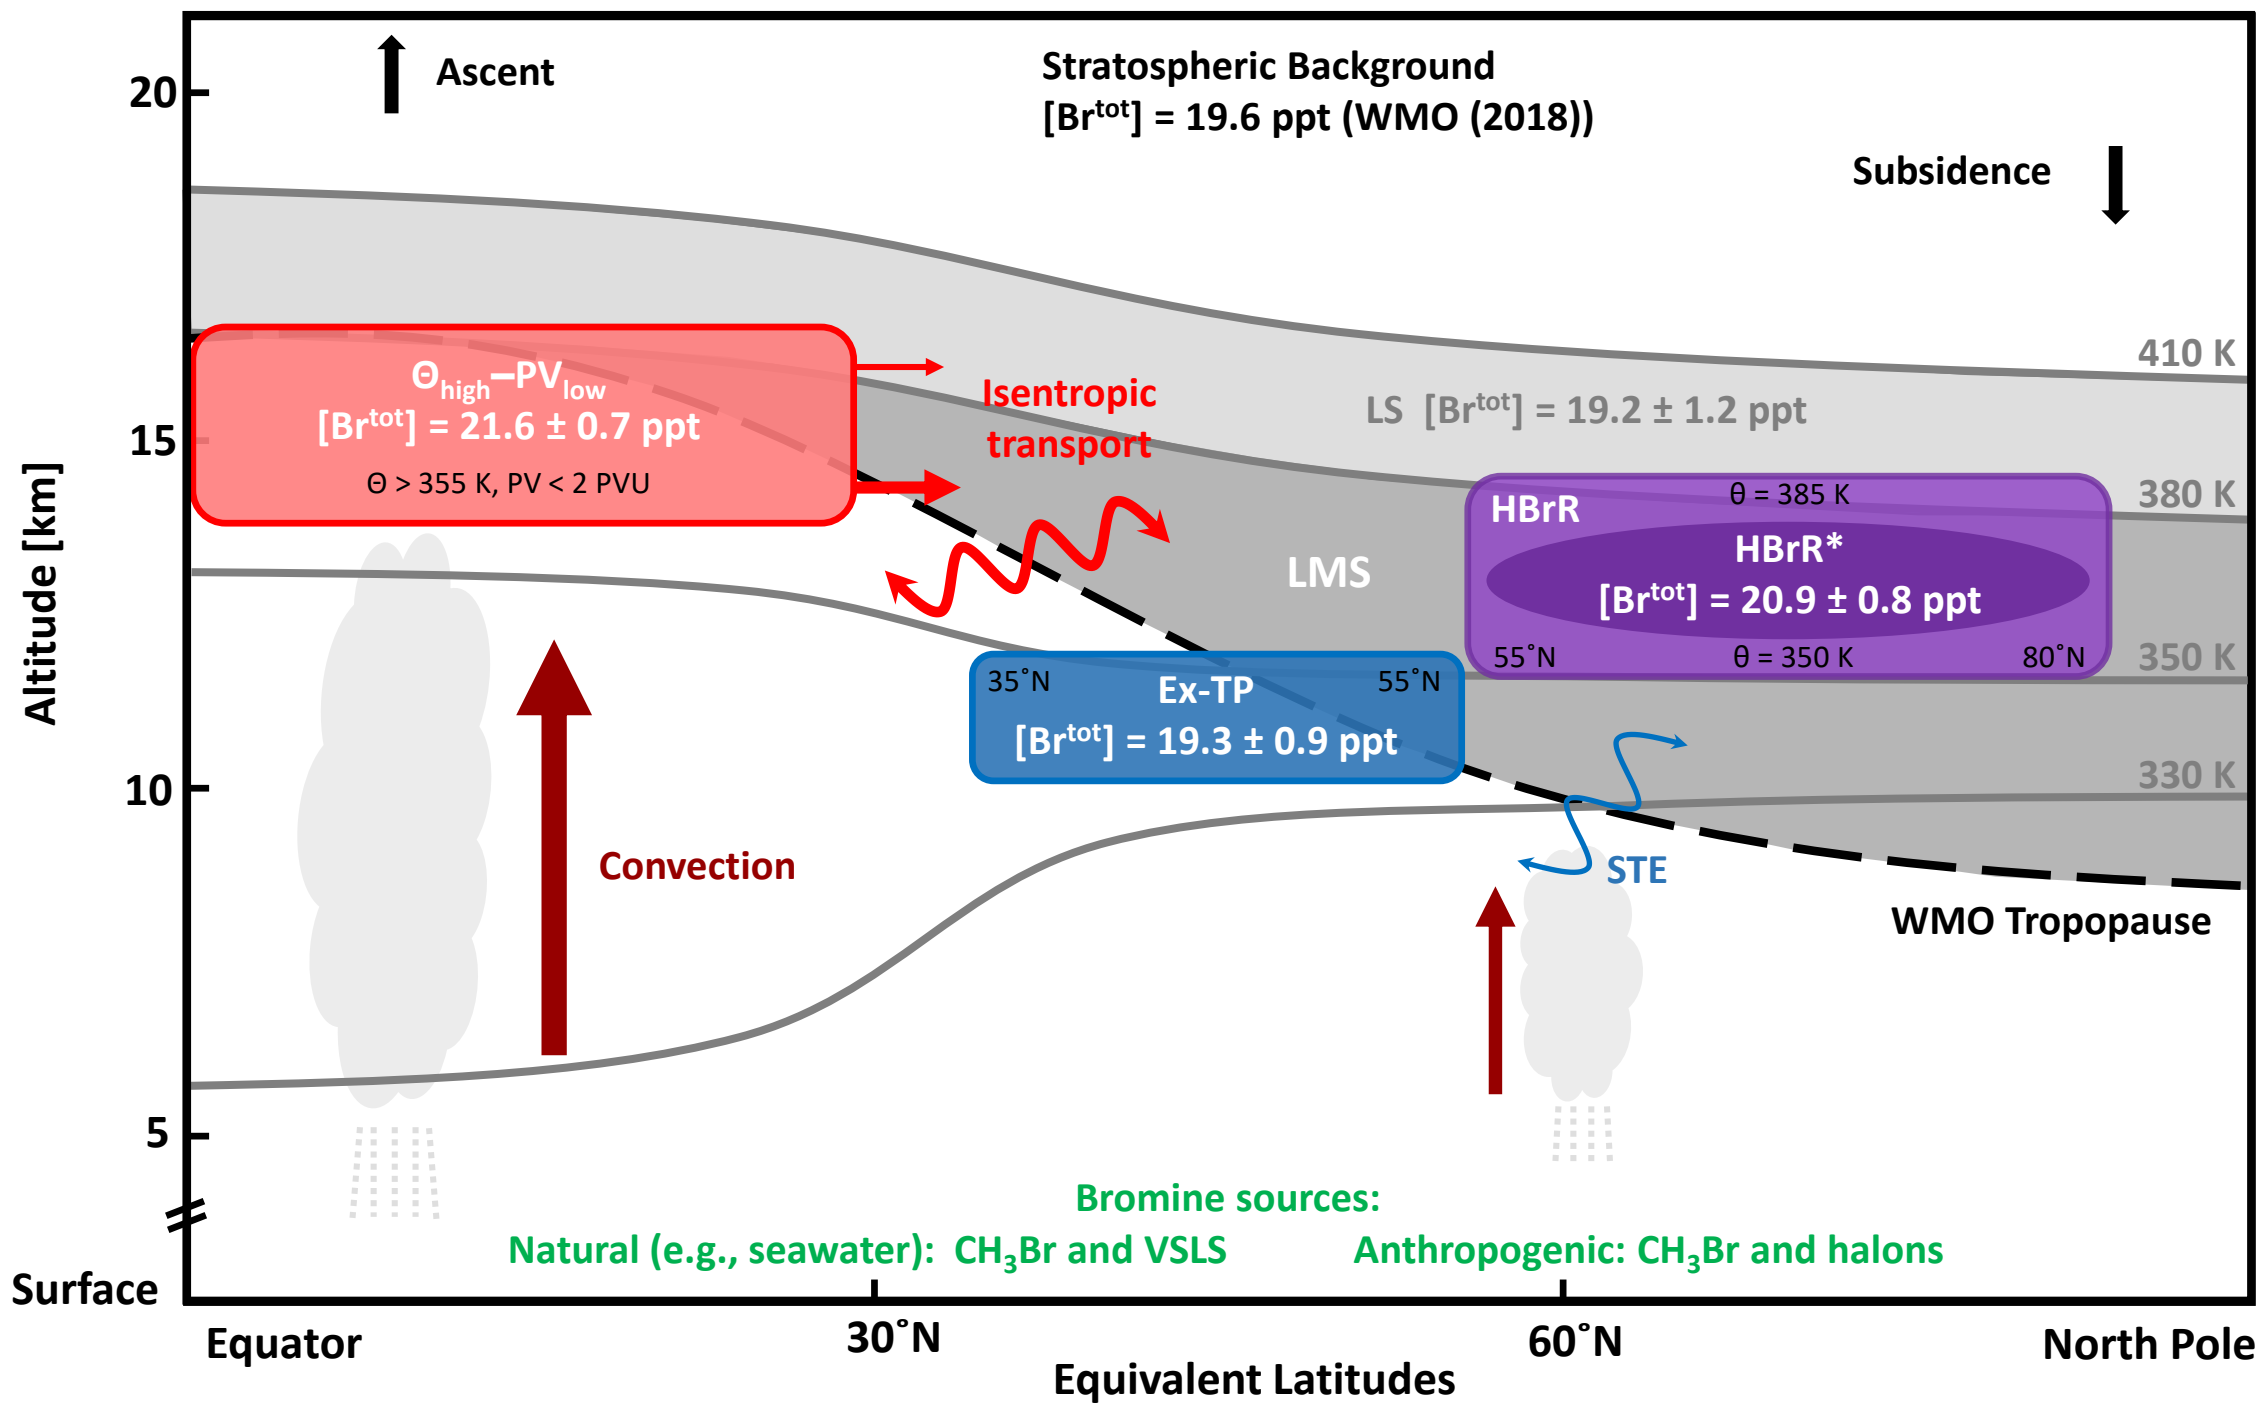 Ascent
Stratospheric Background
[Br^tot] = 19.6 ppt (WMO (2018))
20
Subsidence
410 K
Θ_high–PV_low
[Br^tot] = 21.6 ± 0.7 ppt
Θ > 355 K, PV < 2 PVU
Isentropic
transport
LS [Br^tot] = 19.2 ± 1.2 ppt
15
380 K
HBrR
θ = 385 K
HBrR*
[Br^tot] = 20.9 ± 0.8 ppt
55˚N
θ = 350 K
80˚N
350 K
LMS
Altitude [km]
35˚N
Ex-TP
55˚N
[Br^tot] = 19.3 ± 0.9 ppt
330 K
10
Convection
STE
WMO Tropopause
5
Bromine sources:
Natural (e.g., seawater): CH₃Br and VSLS
Anthropogenic: CH₃Br and halons
Surface
Equator
30˚N
60˚N
North Pole
Equivalent Latitudes